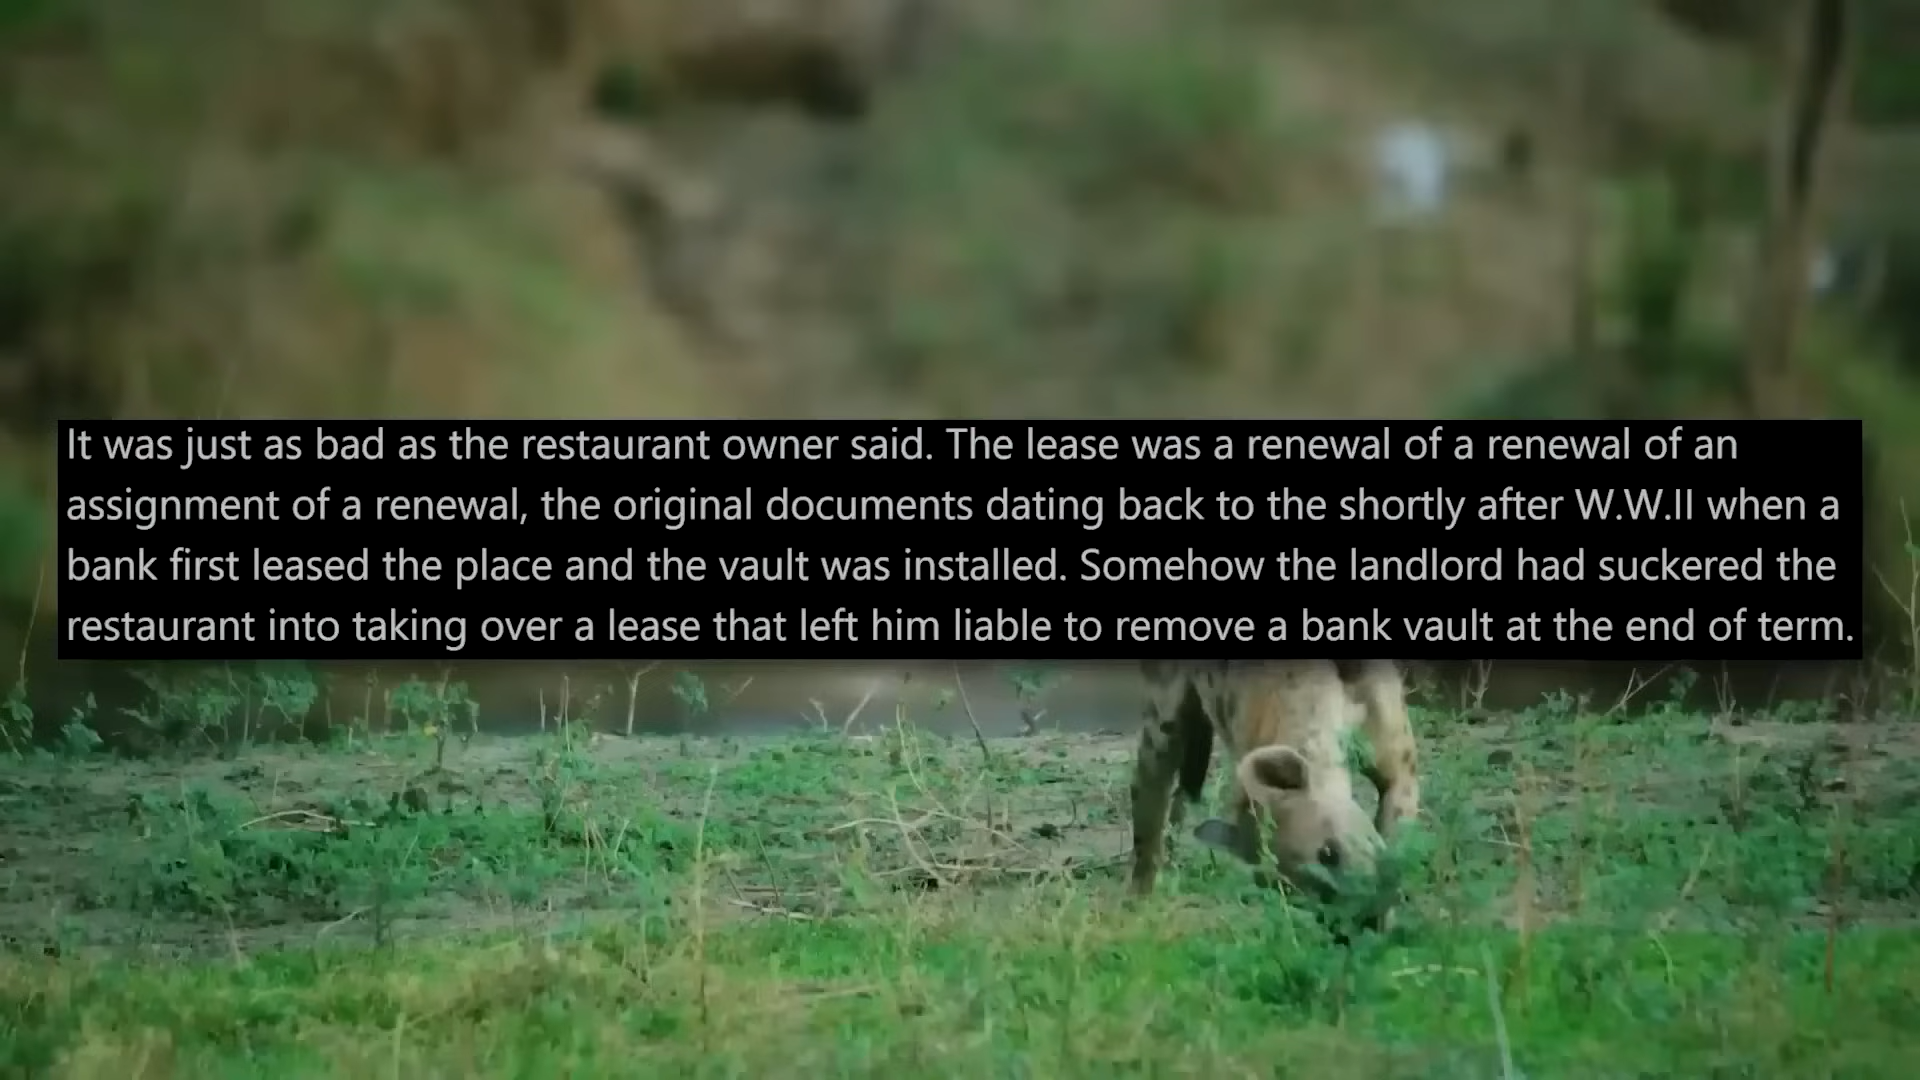 It was just as bad as the restaurant owner said. The lease was a renewal of a renewal of an
assignment of a renewal, the original documents dating back to the shortly after W.W.II when a
bank first leased the place and the vault was installed. Somehow the landlord had suckered the
restaurant into taking over a lease that left him liable to remove a bank vault at the end of term.